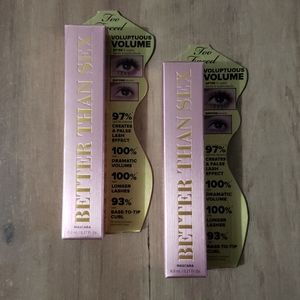 BETTER THAN SEX
MASCARA
Too
Faced
VOLUPTUOUS
VOLUME
97%
CREATES
A FALSE
LASH
EFFECT
100%
DRAMATIC
VOLUME
100%
LONGER
LASHES
93%
BASE-TO-TIP
CURL
BETTER THAN SEX
MASCARA
Too
Faced
VOLUPTUOUS
VOLUME
97%
CREATES
A FALSE
LASH
EFFECT
100%
DRAMATIC
VOLUME
100%
LONGER
LASHES
93%
BASE-TO-TIP
CURL